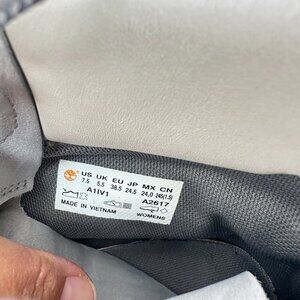 US UK EU JP MX CN
7.5 5.5 38.5 24.5 24.0 245(1.5)
A1IV1 A2617
MADE IN VIETNAM WOMENS